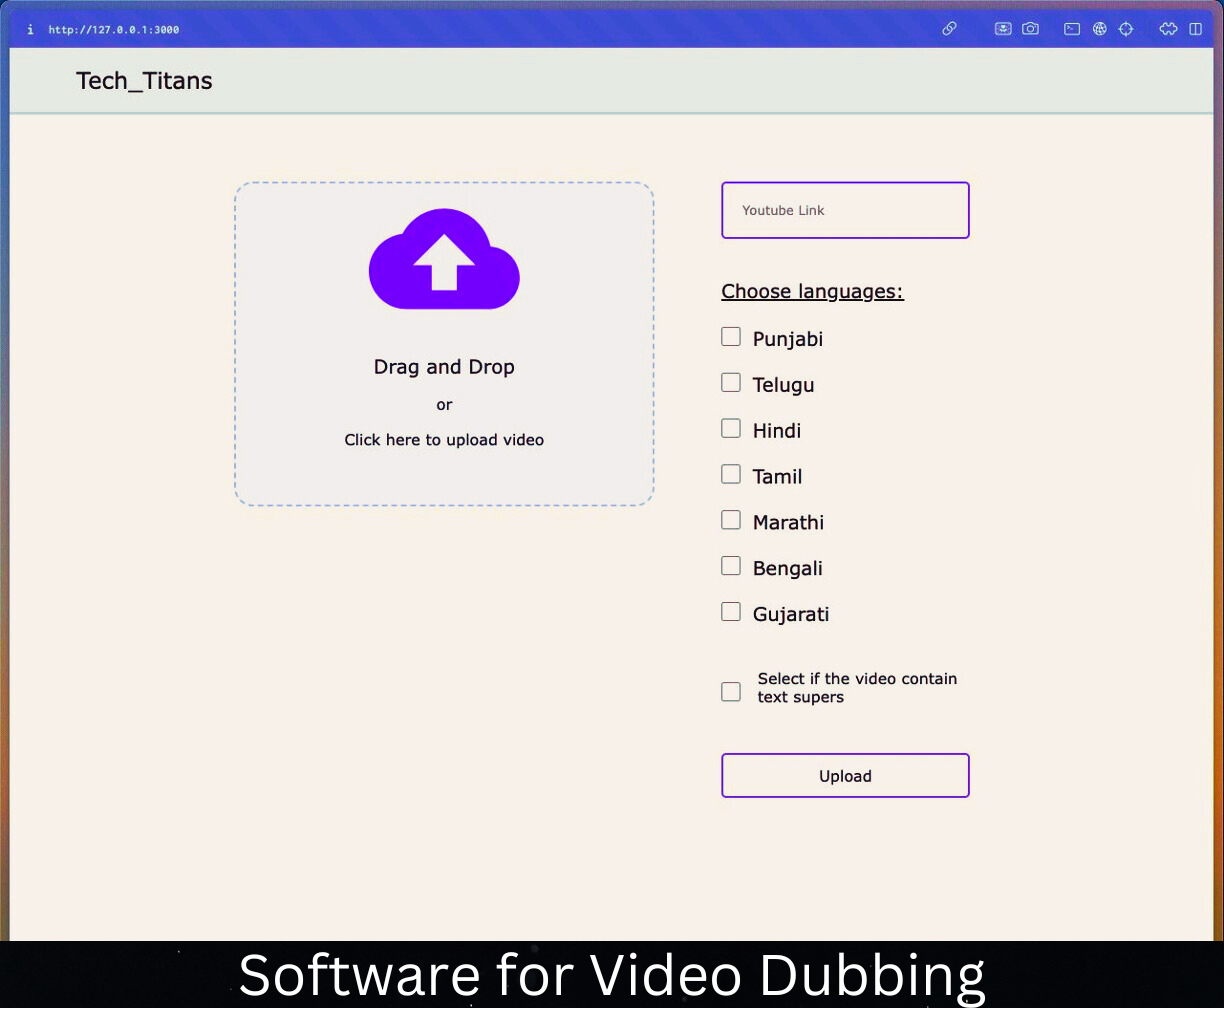 http://127.0.0.1:3000
Tech_Titans
Drag and Drop
or
Click here to upload video
Youtube Link
Choose languages:
Punjabi
Telugu
Hindi
Tamil
Marathi
Bengali
Gujarati
Select if the video contain
text supers
Upload
Software for Video Dubbing